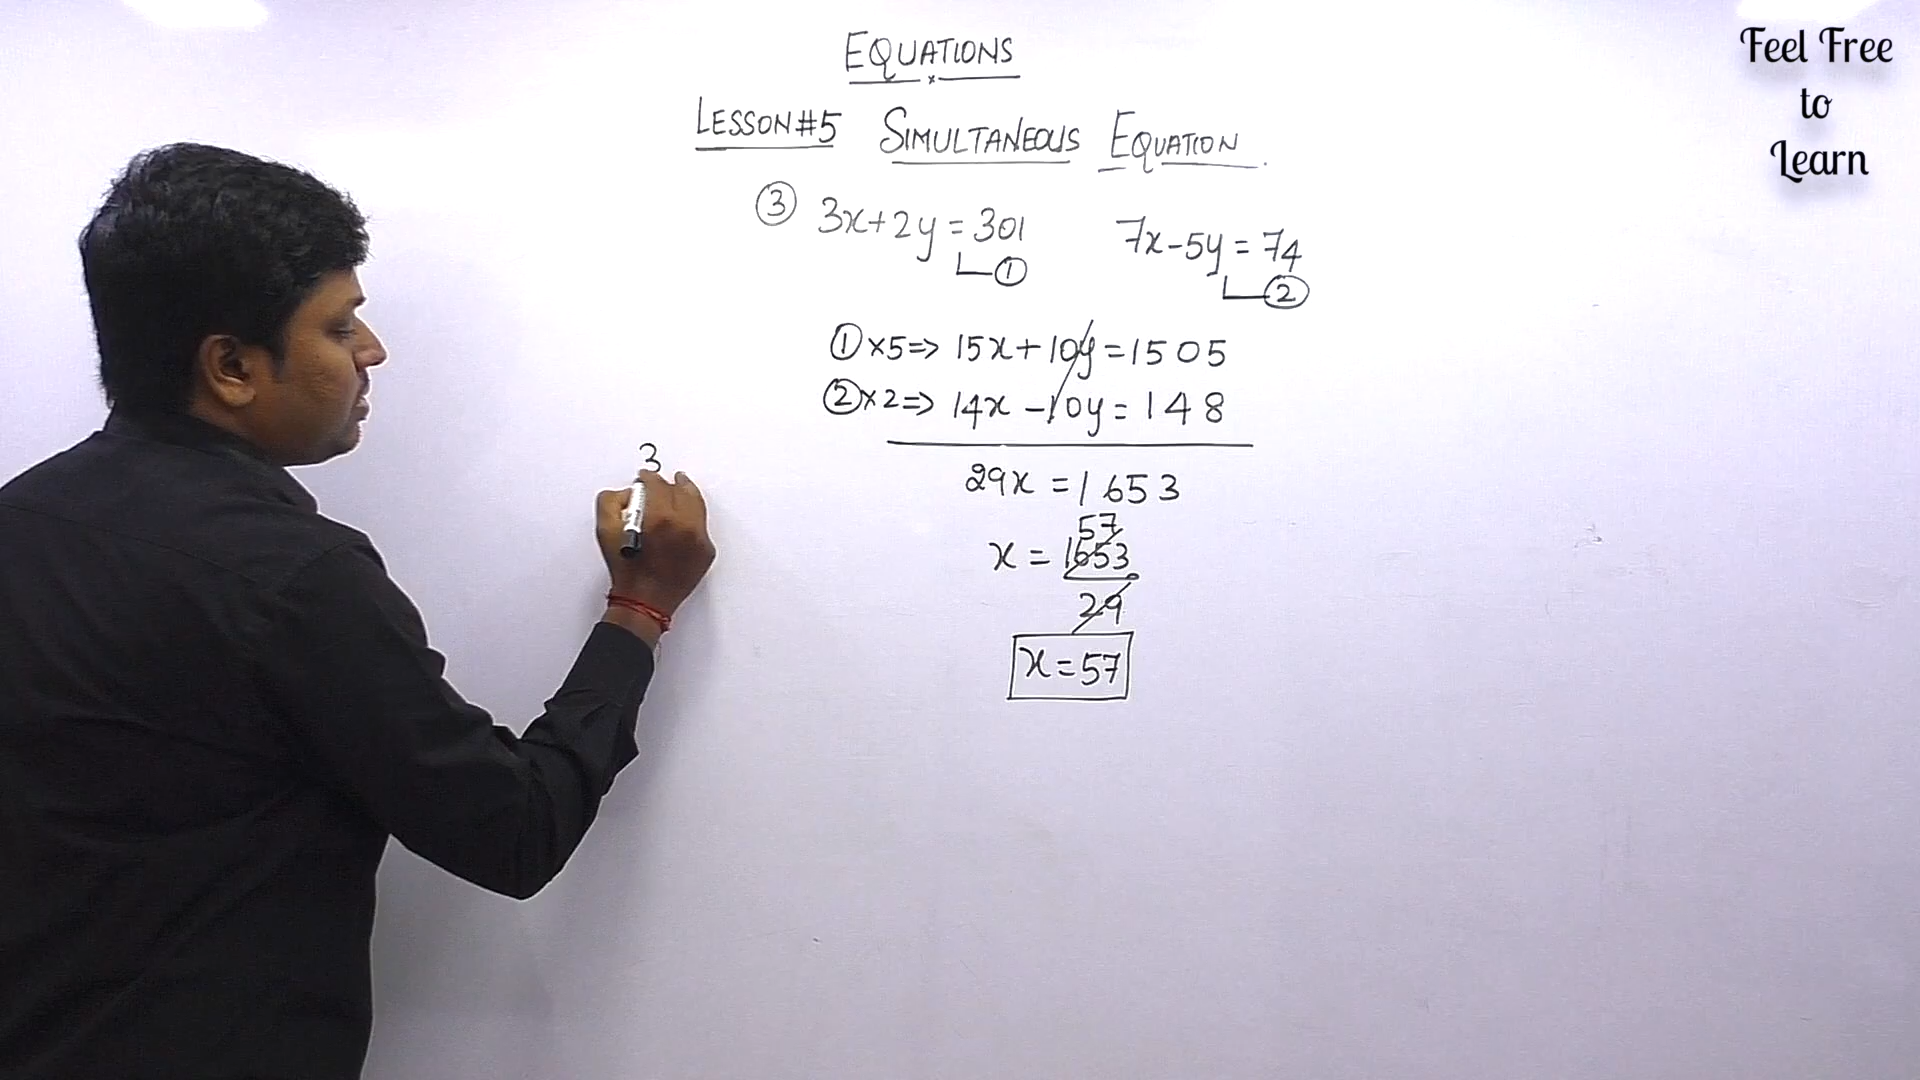 EQUATIONS
LESSON#5 SIMULTANEOUS EQUATION.
③ 3x+2y=301 7x-5y=74
① ②
①×5=> 15x+10y=1505
②×2=> 14x-10y=148
29x=1653
57
x=1653
29
x=57
3
Feel Free
to
Learn